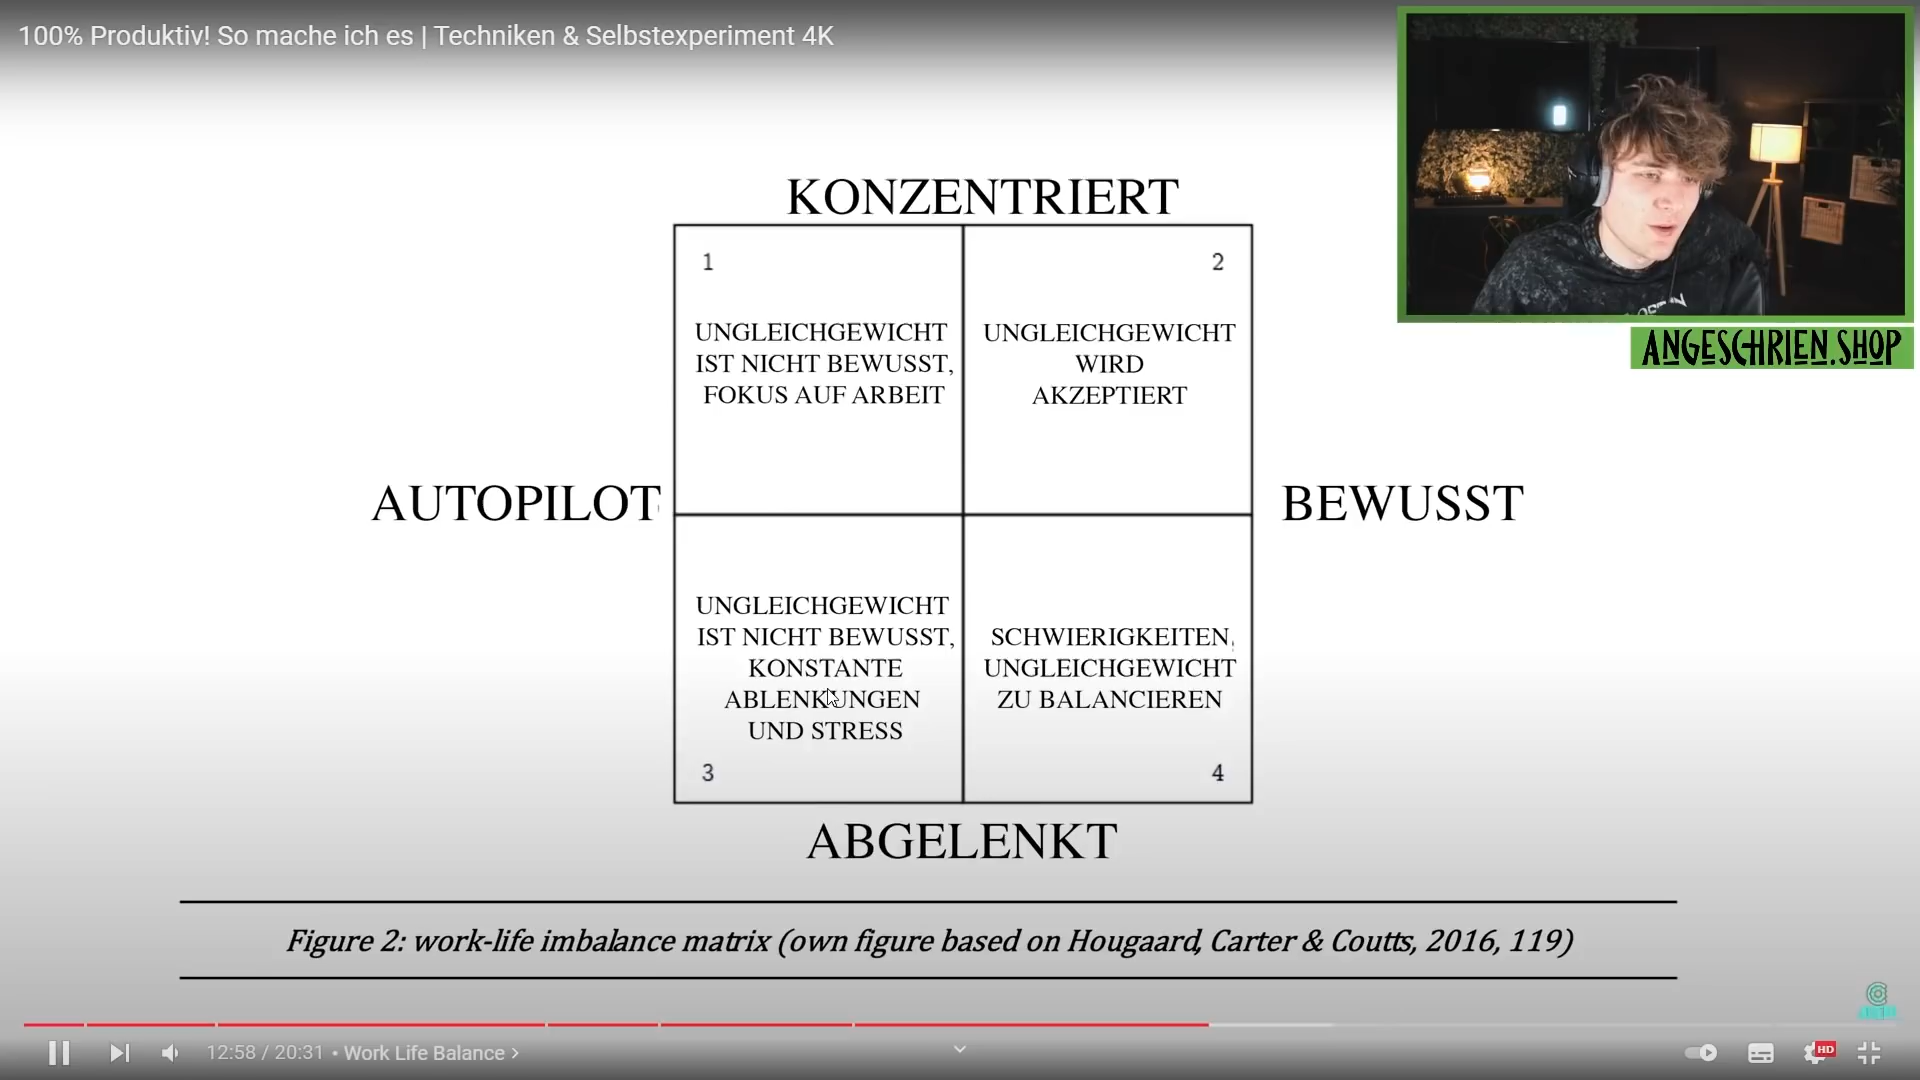 100% Produktiv! So mache ich es | Techniken & Selbstexperiment 4K
ANGESCHRIEN.SHOP
KONZENTRIERT
1
UNGLEICHGEWICHT
IST NICHT BEWUSST,
FOKUS AUF ARBEIT
2
UNGLEICHGEWICHT
WIRD
AKZEPTIERT
AUTOPILOT
BEWUSST
UNGLEICHGEWICHT
IST NICHT BEWUSST,
KONSTANTE
ABLENKUNGEN
UND STRESS
3
SCHWIERIGKEITEN,
UNGLEICHGEWICHT
ZU BALANCIEREN
4
ABGELENKT
Figure 2: work-life imbalance matrix (own figure based on Hougaard, Carter & Coutts, 2016, 119)
12:58 / 20:31 • Work Life Balance >
HD